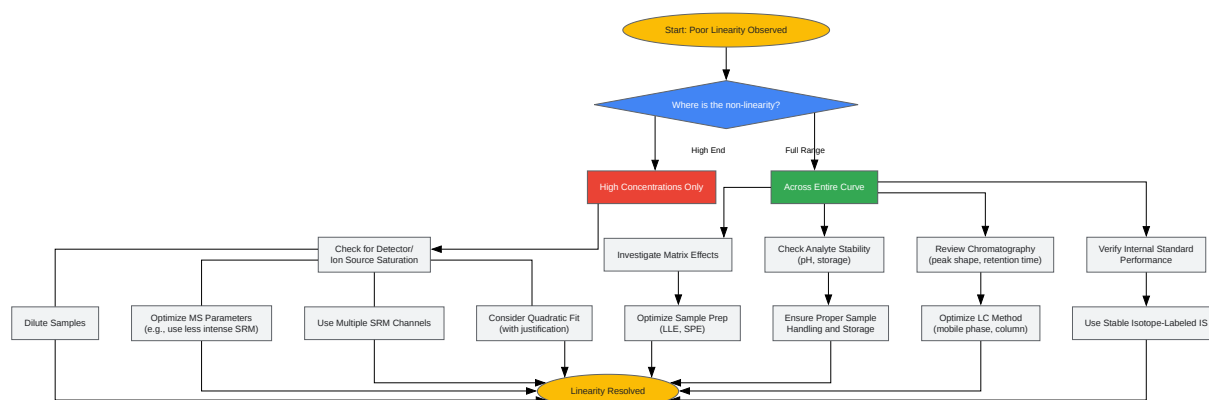 Start: Poor Linearity Observed
Where is the non-linearity?
High End
Full Range
High Concentrations Only
Across Entire Curve
Check for Detector/
Ion Source Saturation
Investigate Matrix Effects
Check Analyte Stability
(pH, storage)
Review Chromatography
(peak shape, retention time)
Verify Internal Standard
Performance
Dilute Samples
Optimize MS Parameters
(e.g., use less intense SRM)
Use Multiple SRM Channels
Consider Quadratic Fit
(with justification)
Optimize Sample Prep
(LLE, SPE)
Ensure Proper Sample
Handling and Storage
Optimize LC Method
(mobile phase, column)
Use Stable Isotope-Labeled IS
Linearity Resolved